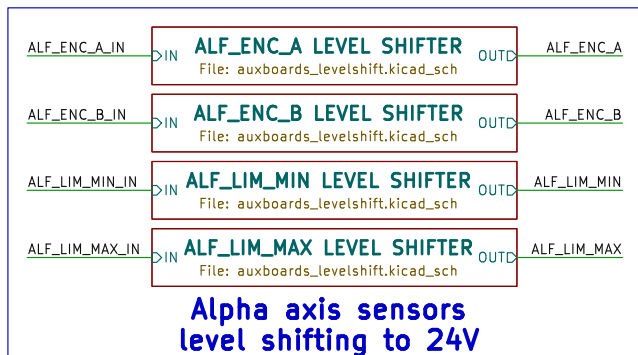 ALF_ENC_A_IN IN ALF_ENC_A LEVEL SHIFTER OUT ALF_ENC_A
File: auxboards_levelshift.kicad_sch
ALF_ENC_B_IN IN ALF_ENC_B LEVEL SHIFTER OUT ALF_ENC_B
File: auxboards_levelshift.kicad_sch
ALF_LIM_MIN_IN IN ALF_LIM_MIN LEVEL SHIFTER OUT ALF_LIM_MIN
File: auxboards_levelshift.kicad_sch
ALF_LIM_MAX_IN IN ALF_LIM_MAX LEVEL SHIFTER OUT ALF_LIM_MAX
File: auxboards_levelshift.kicad_sch
Alpha axis sensors
level shifting to 24V